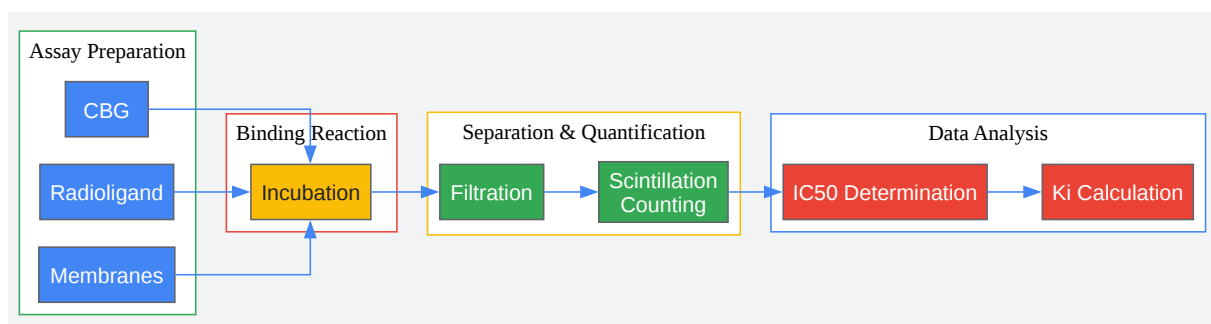 Assay Preparation
CBG
Radioligand
Membranes
Binding Reaction
Incubation
Separation & Quantification
Filtration
Scintillation
Counting
Data Analysis
IC50 Determination
Ki Calculation